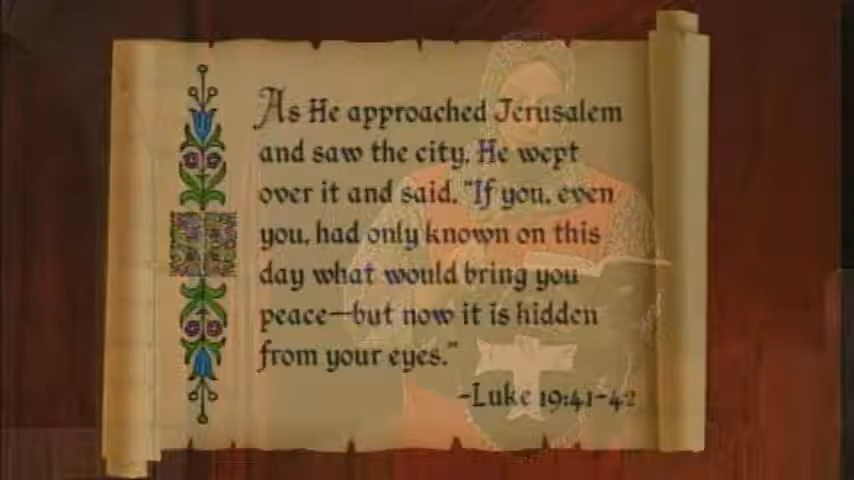 As He approached Jerusalem
and saw the city, He wept
over it and said, "If you, even
you, had only known on this
day what would bring you
peace—but now it is hidden
from your eyes."
-Luke 19:41-42